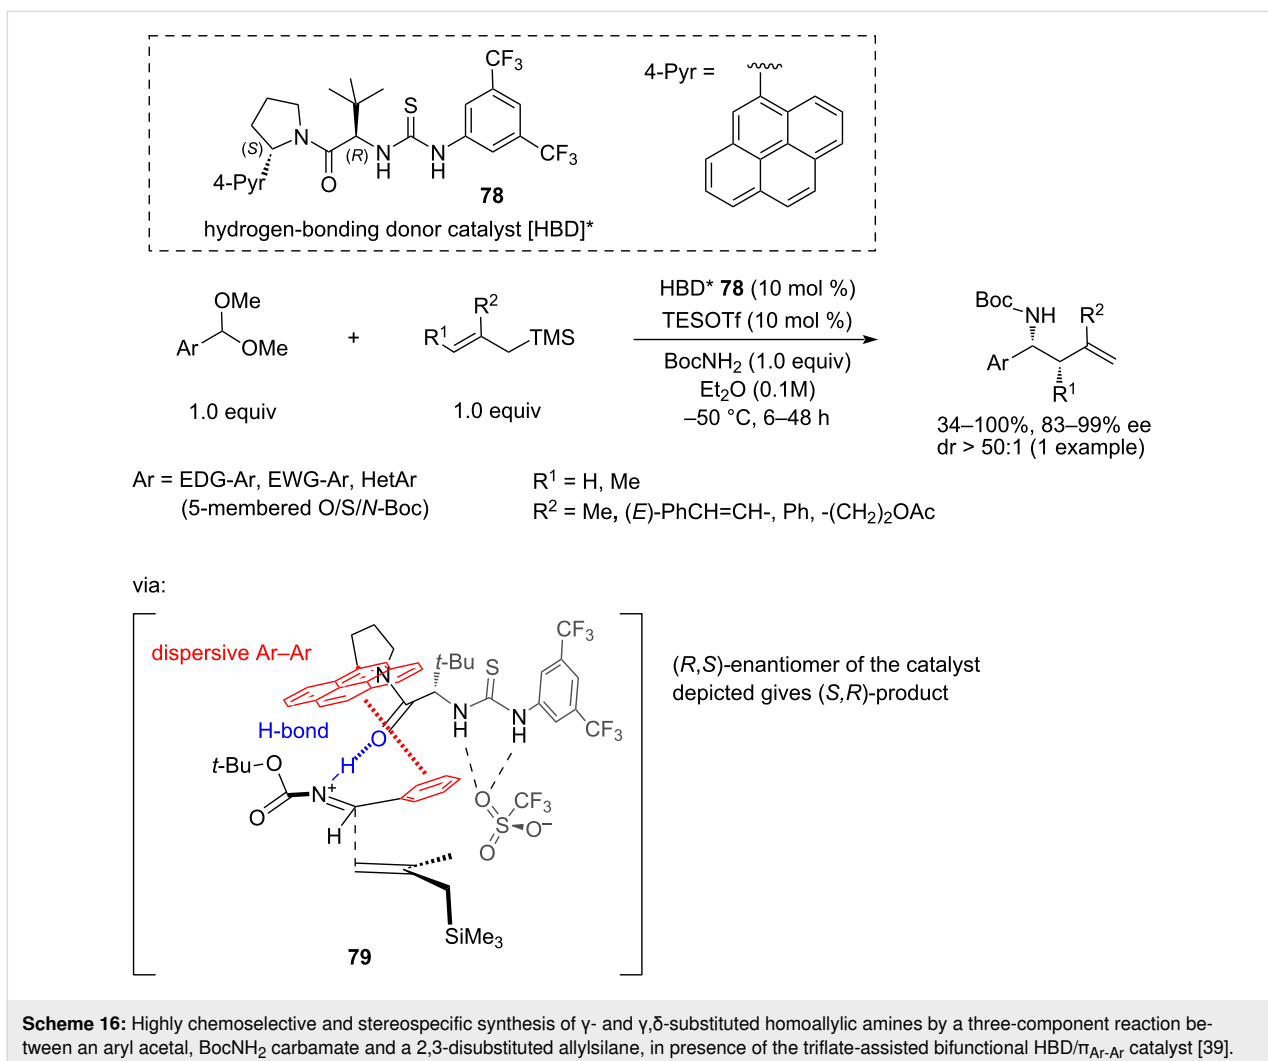 CF3
4-Pyr =
S
N
(S)
(R)
N
H
N
H
CF3
4-Pyr
O
78
hydrogen-bonding donor catalyst [HBD]*
OMe
Ar
OMe
+
R2
R1
TMS
HBD* 78 (10 mol %)
TESOTf (10 mol %)
BocNH2 (1.0 equiv)
Et2O (0.1M)
–50 °C, 6–48 h
Boc
NH
R2
Ar
R1
1.0 equiv
1.0 equiv
34–100%, 83–99% ee
dr > 50:1 (1 example)
Ar = EDG-Ar, EWG-Ar, HetAr
(5-membered O/S/N-Boc)
R1 = H, Me
R2 = Me, (E)-PhCH=CH-, Ph, -(CH2)2OAc
via:
dispersive Ar–Ar
CF3
t-Bu
S
N
N
H
N
H
CF3
H-bond
O
H
t-Bu
O
N+
O
H
O
CF3
S
O–
O
SiMe3
79
(R,S)-enantiomer of the catalyst
depicted gives (S,R)-product
Scheme 16: Highly chemoselective and stereospecific synthesis of γ- and γ,δ-substituted homoallylic amines by a three-component reaction be-
tween an aryl acetal, BocNH2 carbamate and a 2,3-disubstituted allylsilane, in presence of the triflate-assisted bifunctional HBD/πAr-Ar catalyst [39].